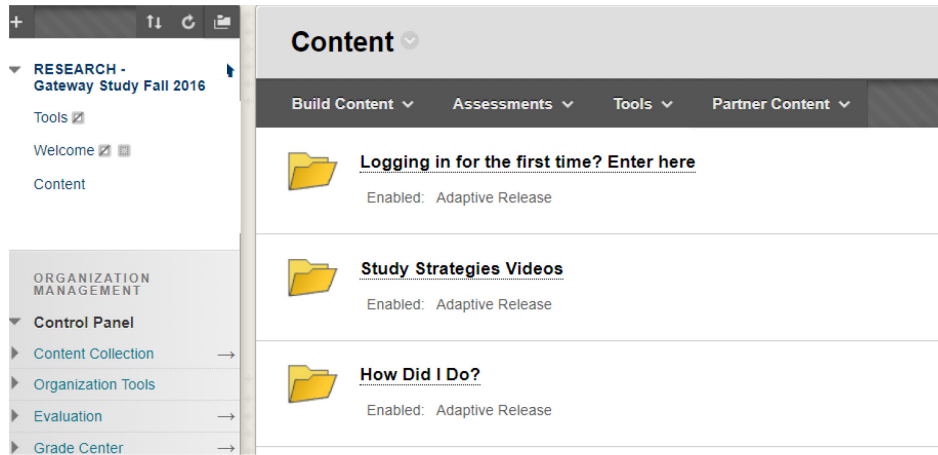 RESEARCH -
Gateway Study Fall 2016
Tools
Welcome
Content
ORGANIZATION
MANAGEMENT
Control Panel
Content Collection
Organization Tools
Evaluation
Grade Center
Content
Build Content
Assessments
Tools
Partner Content
Logging in for the first time? Enter here
Enabled: Adaptive Release
Study Strategies Videos
Enabled: Adaptive Release
How Did I Do?
Enabled: Adaptive Release